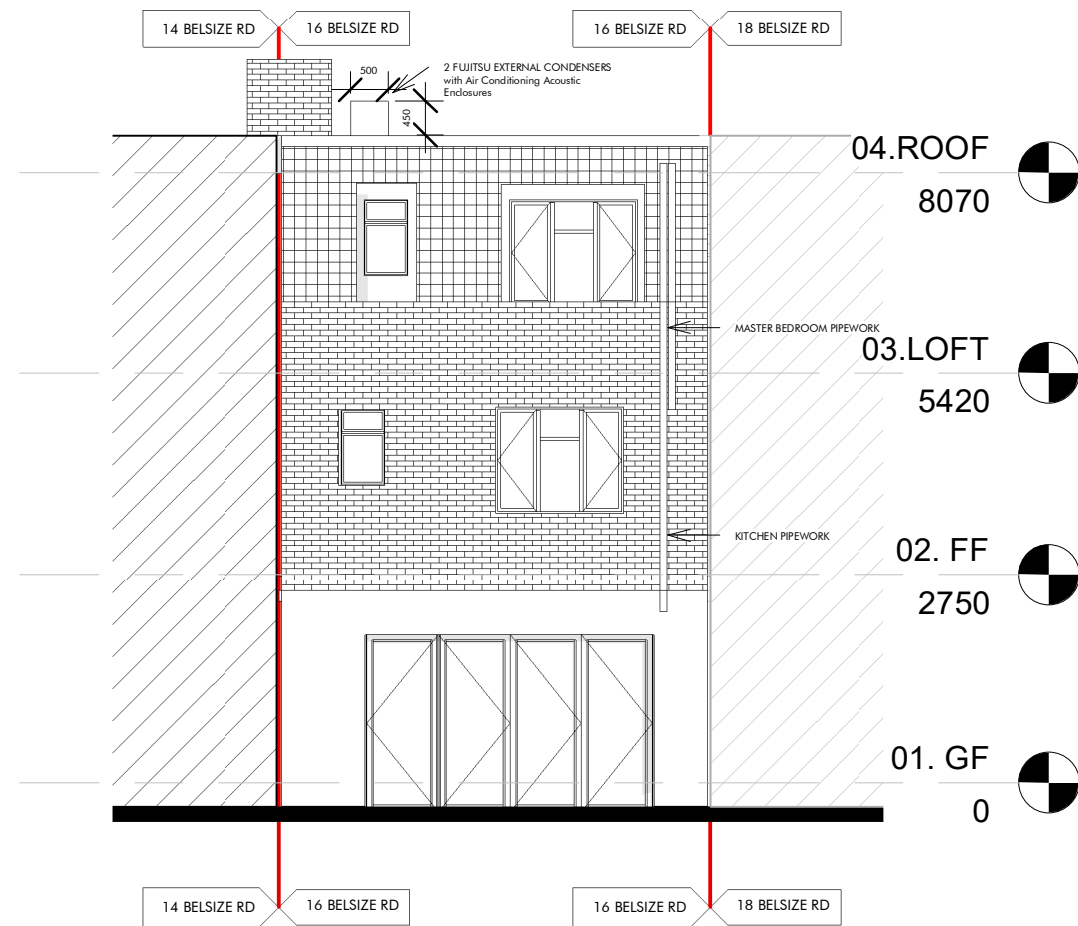 14 BELSIZE RD
16 BELSIZE RD
16 BELSIZE RD
18 BELSIZE RD
500
2 FUJITSU EXTERNAL CONDENSERS
with Air Conditioning Acoustic
Enclosures
450
04.ROOF
8070
MASTER BEDROOM PIPEWORK
03.LOFT
5420
KITCHEN PIPEWORK
02. FF
2750
01. GF
0
14 BELSIZE RD
16 BELSIZE RD
16 BELSIZE RD
18 BELSIZE RD